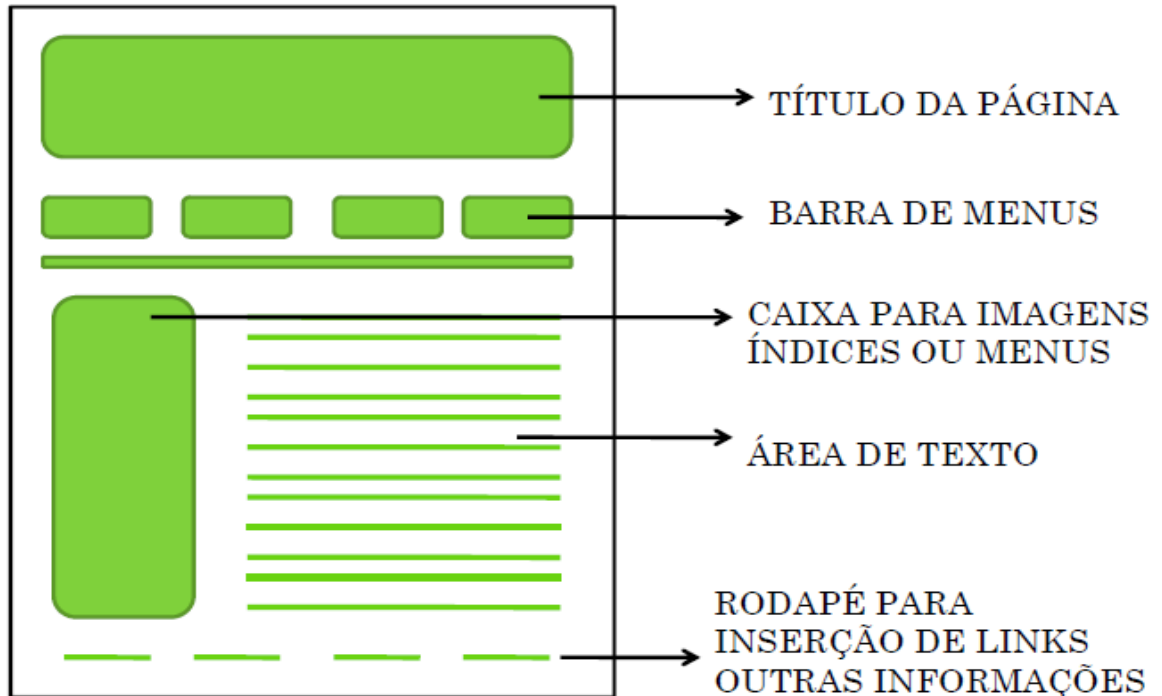 TÍTULO DA PÁGINA
BARRA DE MENUS
CAIXA PARA IMAGENS
ÍNDICES OU MENUS
ÁREA DE TEXTO
RODAPÉ PARA
INSERÇÃO DE LINKS
OUTRAS INFORMAÇÕES